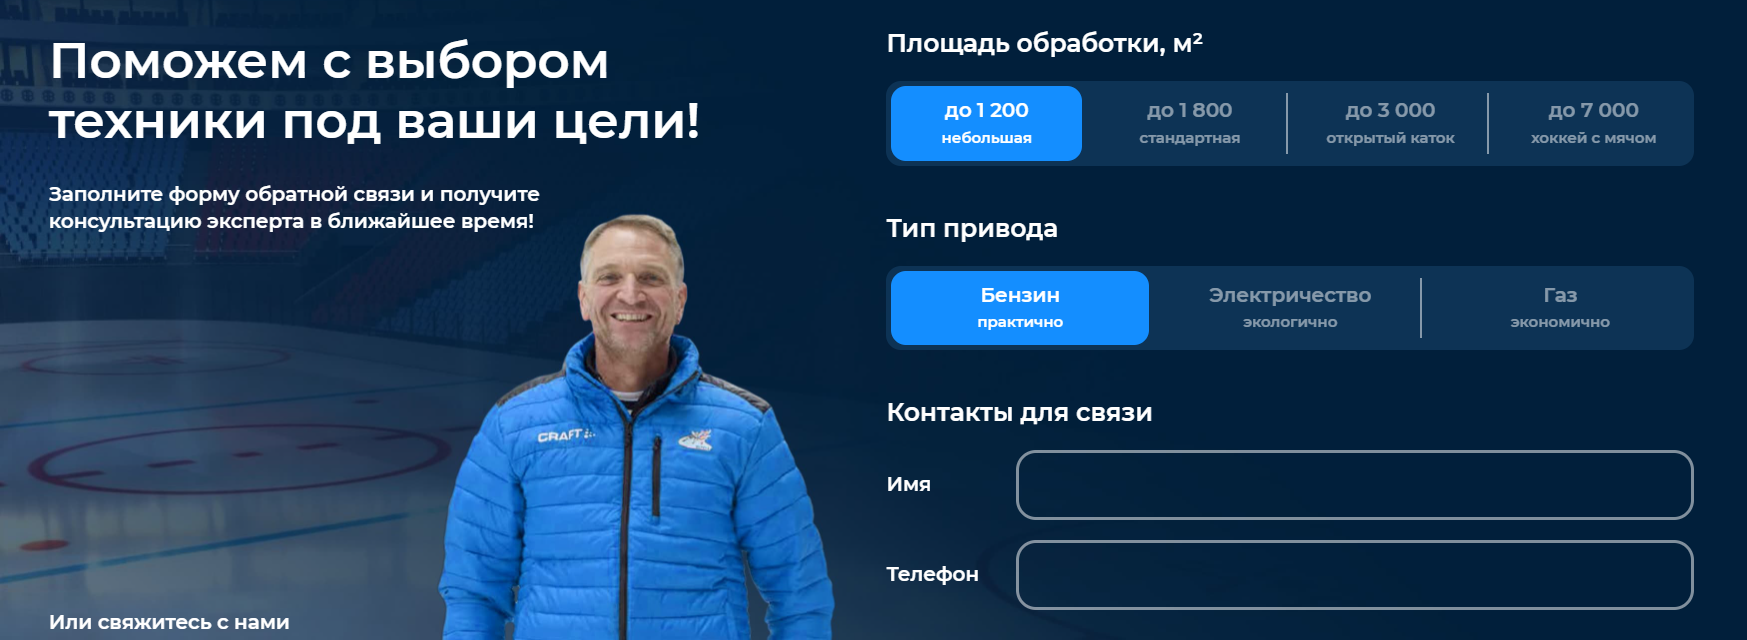 Поможем с выбором
техники под ваши цели!
Заполните форму обратной связи и получите
консультацию эксперта в ближайшее время!
CRAFT
Или свяжитесь с нами
Площадь обработки, м²
до 1 200
небольшая
до 1 800
стандартная
до 3 000
открытый каток
до 7 000
хоккей с мячом
Тип привода
Бензин
практично
Электричество
экологично
Газ
экономично
Контакты для связи
Имя
Телефон